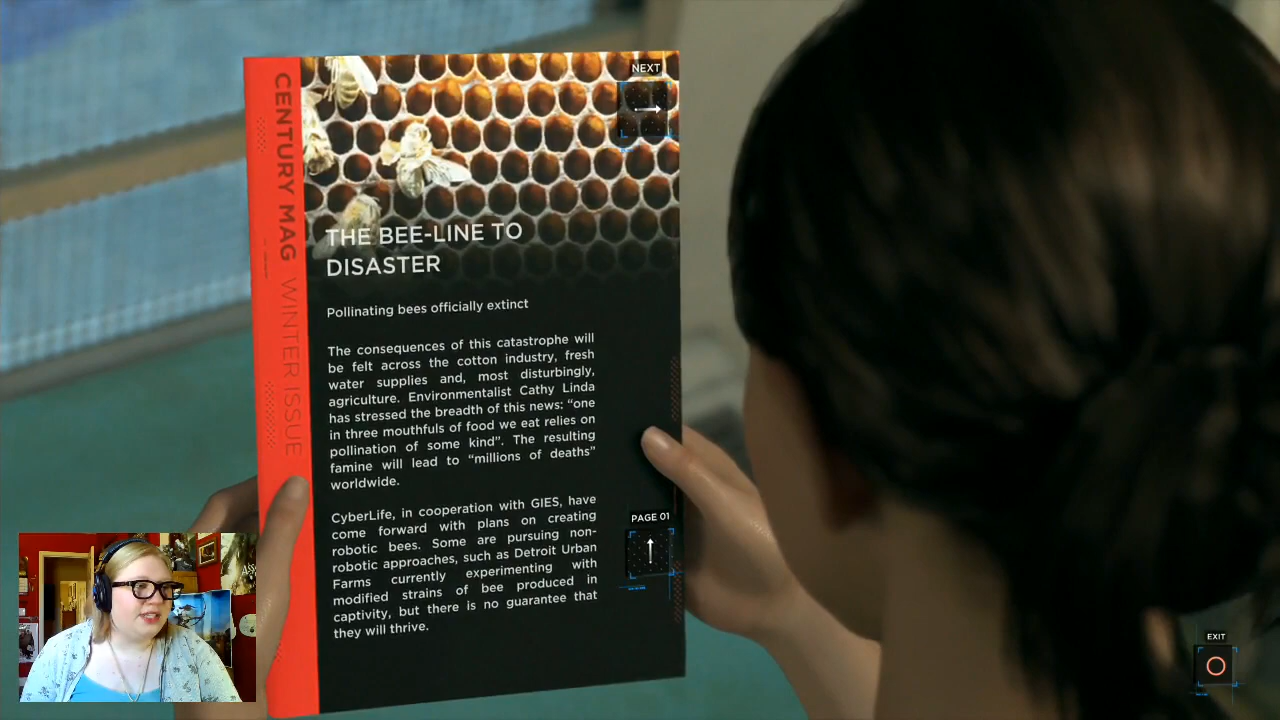 CENTURY MAG WINTER ISSUE
NEXT
THE BEE-LINE TO
DISASTER
Pollinating bees officially extinct
The consequences of this catastrophe will
be felt across the cotton industry, fresh
water supplies and, most disturbingly,
agriculture. Environmentalist Cathy Linda
has stressed the breadth of this news: “one
in three mouthfuls of food we eat relies on
pollination of some kind”. The resulting
famine will lead to “millions of deaths”
worldwide.
CyberLife, in cooperation with GIES, have
come forward with plans on creating
robotic bees. Some are pursuing non-
robotic approaches, such as Detroit Urban
Farms currently experimenting with
modified strains of bee produced in
captivity, but there is no guarantee that
they will thrive.
PAGE 01
EXIT